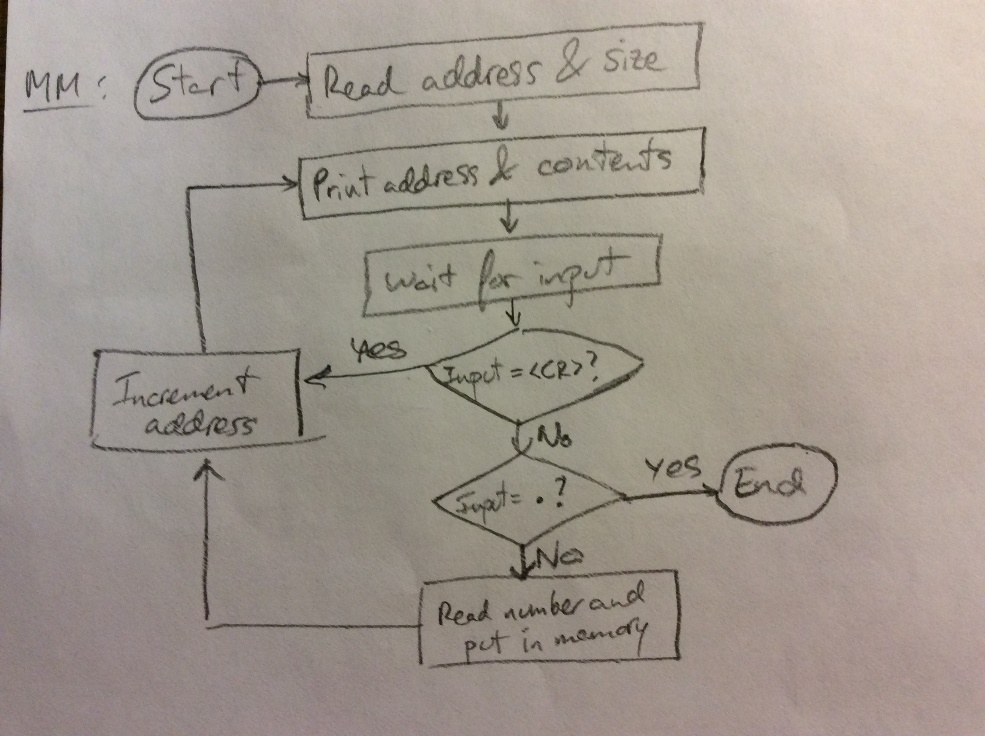 MM:
Start
Read address & size
Print address & contents
Wait for input
Yes
Input = <CR>?
Increment
address
No
Input = .?
Yes
End
No
Read number and
put in memory